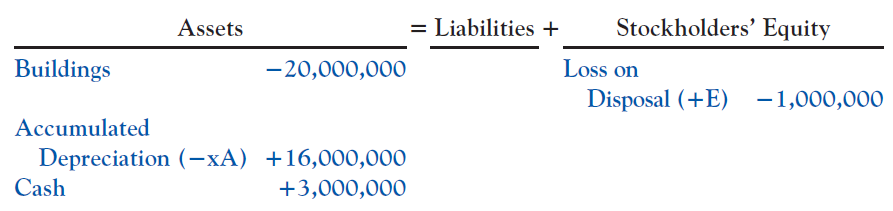 Assets = Liabilities + Stockholders’ Equity
Buildings −20,000,000 Loss on
Disposal (+E) −1,000,000
Accumulated
Depreciation (−xA) +16,000,000
Cash +3,000,000